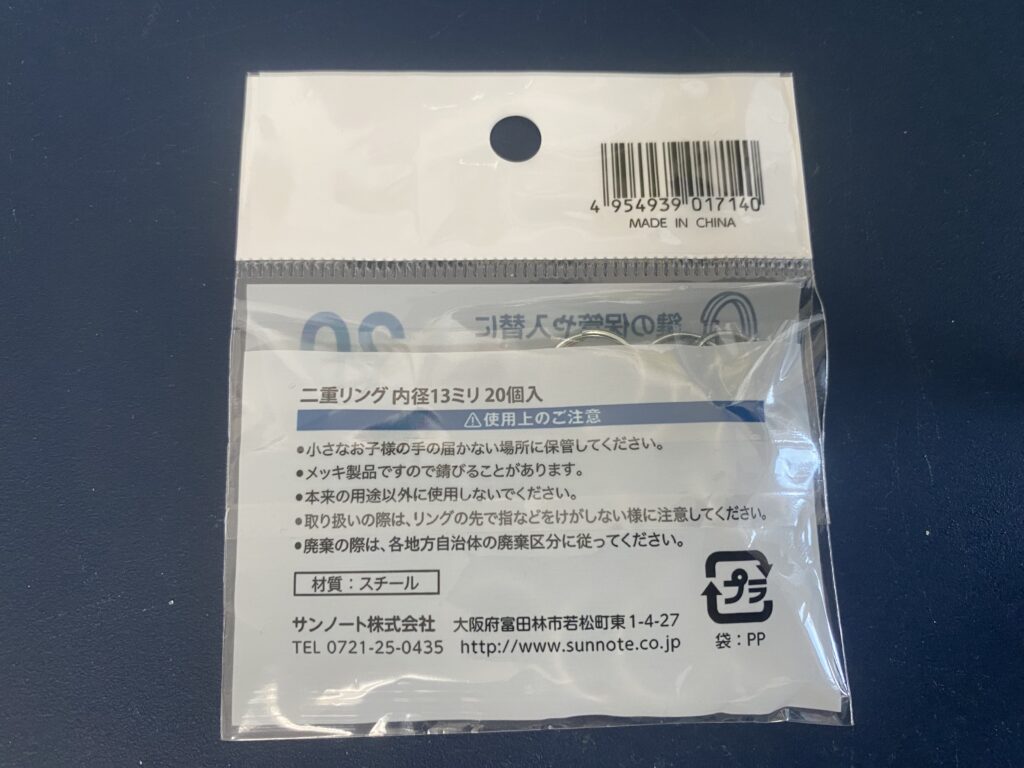 4 954939 017140
MADE IN CHINA
鍵の保管や入替に
20
二重リング 内径13ミリ 20個入
⚠使用上のご注意
●小さなお子様の手の届かない場所に保管してください。
●メッキ製品ですので錆びることがあります。
●本来の用途以外に使用しないでください。
●取り扱いの際は、リングの先で指などをけがしない様に注意してください。
●廃棄の際は、各地方自治体の廃棄区分に従ってください。
材質：スチール
プラ
袋：PP
サンノート株式会社 大阪府富田林市若松町東1-4-27
TEL 0721-25-0435 http://www.sunnote.co.jp